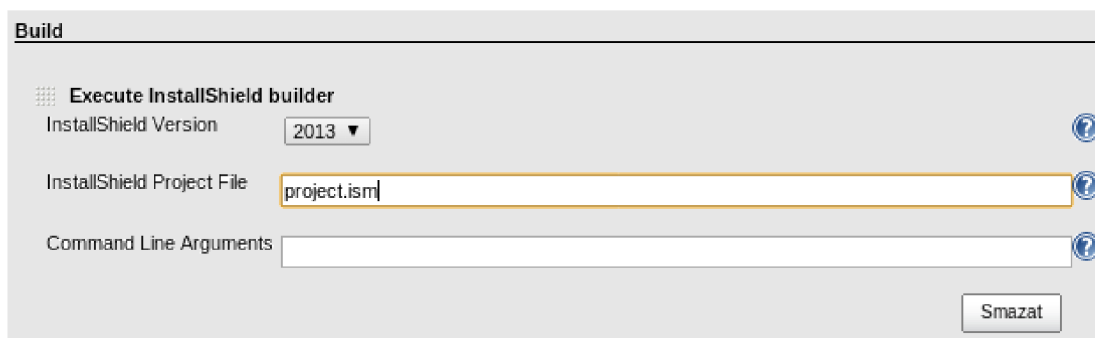 Build
Execute InstallShield builder
InstallShield Version 2013 ▼
InstallShield Project File project.ism
Command Line Arguments
Smazat